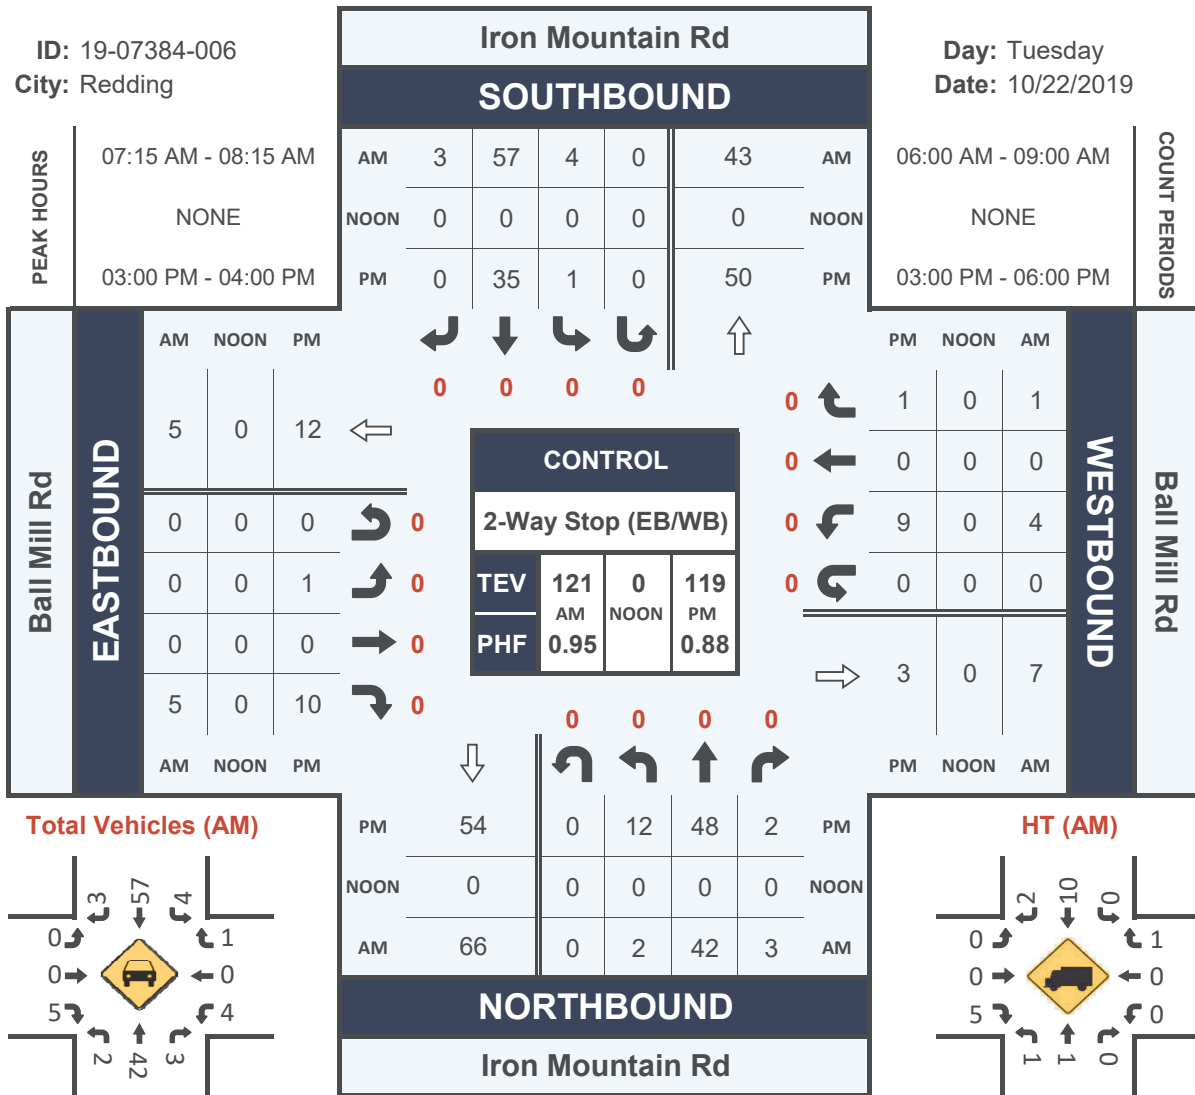 Iron Mountain Rd
SOUTHBOUND
ID: 19-07384-006
City: Redding
Day: Tuesday
Date: 10/22/2019
PEAK HOURS
07:15 AM - 08:15 AM
NONE
03:00 PM - 04:00 PM
AM 3 57 4 0 43 AM
NOON 0 0 0 0 0 NOON
PM 0 35 1 0 50 PM
06:00 AM - 09:00 AM
NONE
03:00 PM - 06:00 PM
COUNT PERIODS
0 0 0 0
Ball Mill Rd
EASTBOUND
AM NOON PM
5 0 12
0 0 0 0
0 0 1 0
0 0 0 0
5 0 10 0
AM NOON PM
CONTROL
2-Way Stop (EB/WB)
TEV 121 0 119
AM NOON PM
PHF 0.95 0.88
PM NOON AM
0 1 0 1
0 0 0 0
0 9 0 4
0 0 0 0
3 0 7
PM NOON AM
WESTBOUND
Ball Mill Rd
0 0 0 0
PM 54 0 12 48 2 PM
NOON 0 0 0 0 0 NOON
AM 66 0 2 42 3 AM
NORTHBOUND
Iron Mountain Rd
Total Vehicles (AM)
3 57 4
0 1
0 0
5 4
2 42 3
HT (AM)
2 10 0
0 1
0 0
5 0
1 1 0